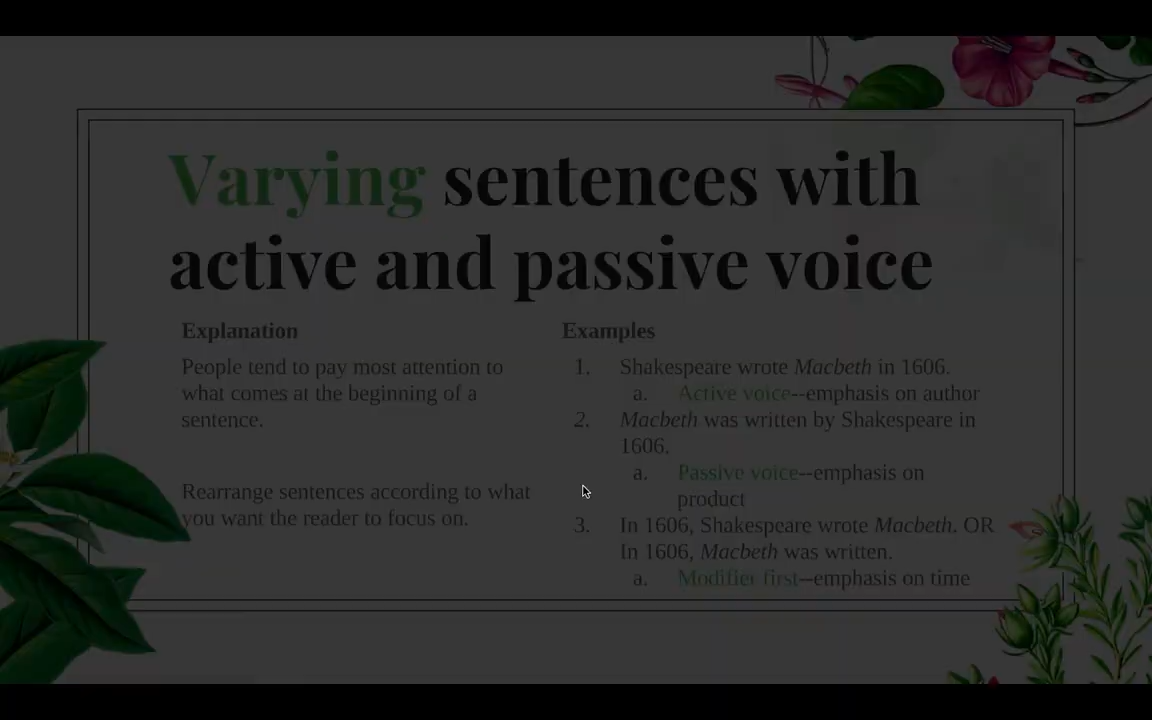 Varying sentences with
active and passive voice
Explanation
People tend to pay most attention to
what comes at the beginning of a
sentence.
Rearrange sentences according to what
you want the reader to focus on.
Examples
1. Shakespeare wrote Macbeth in 1606.
a. Active voice--emphasis on author
2. Macbeth was written by Shakespeare in
1606.
a. Passive voice--emphasis on
product
3. In 1606, Shakespeare wrote Macbeth. OR
In 1606, Macbeth was written.
a. Modifier first--emphasis on time